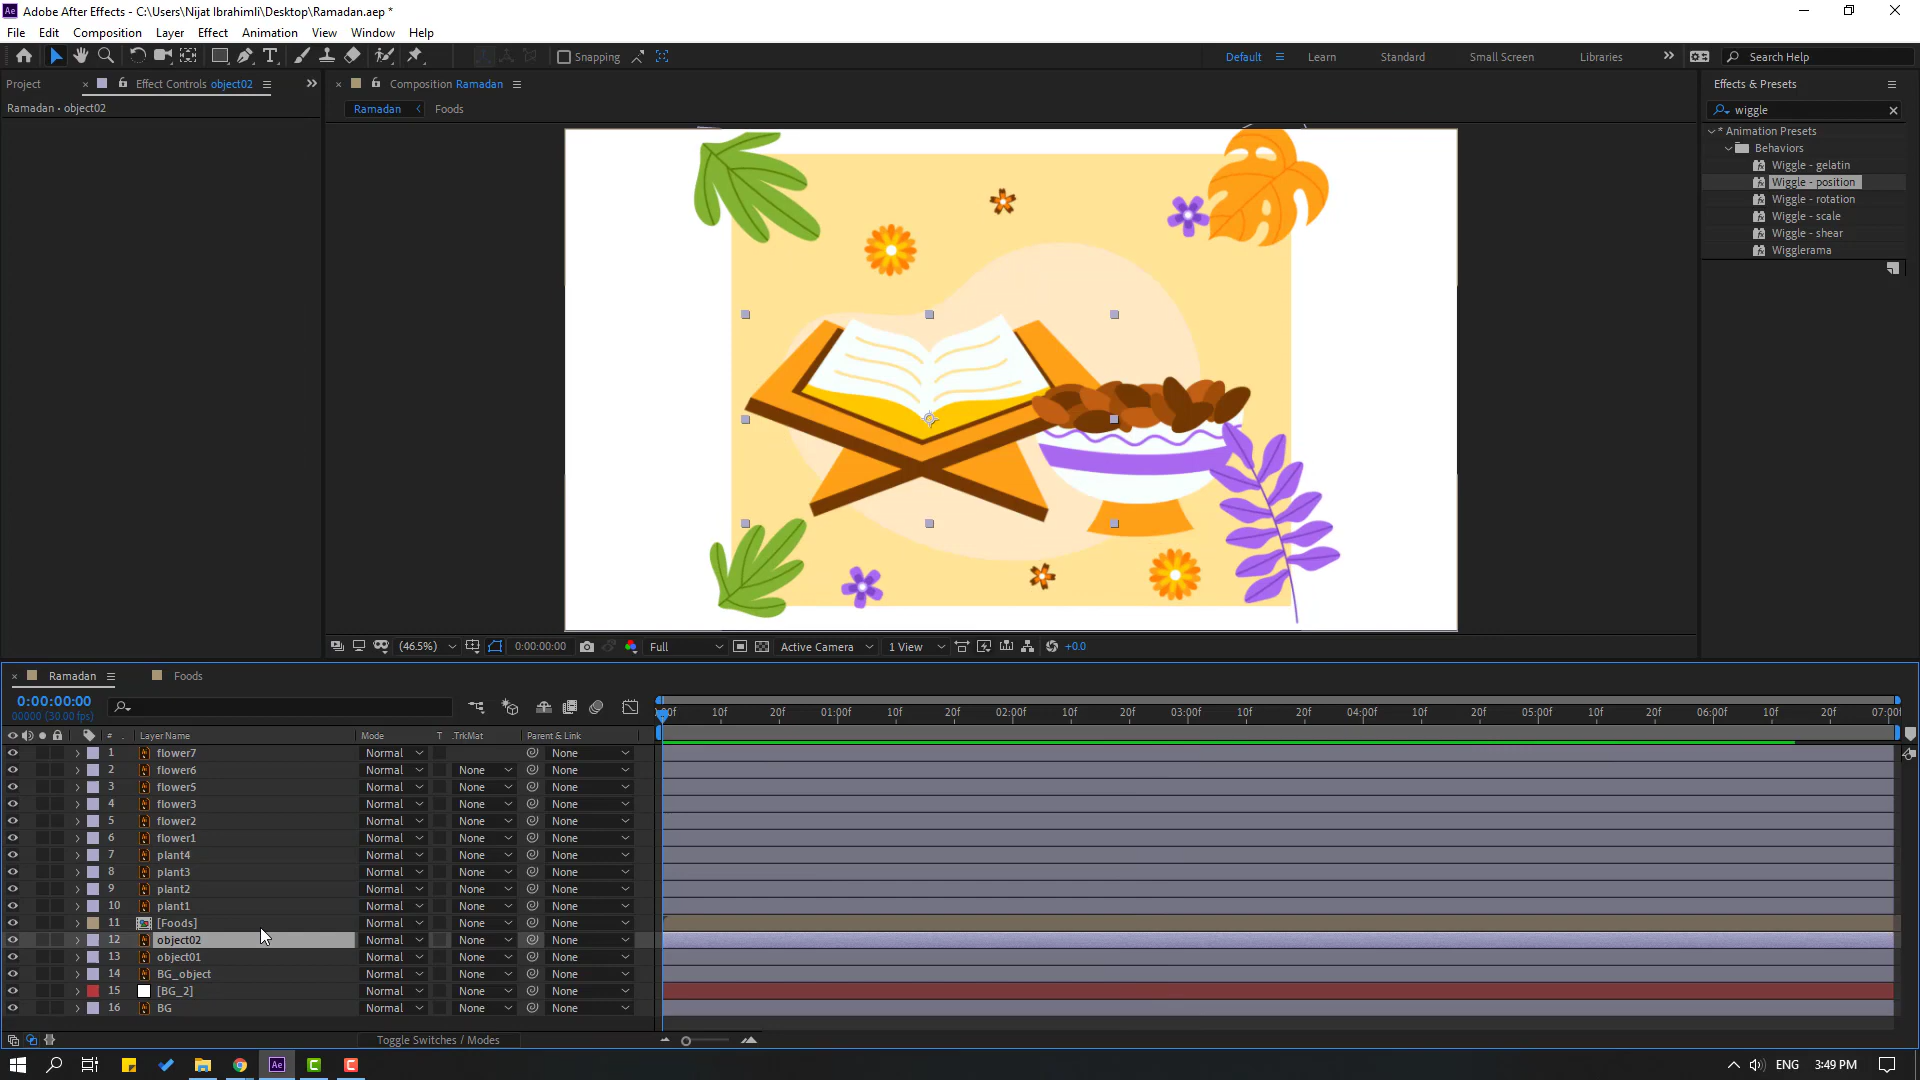 Adobe After Effects - C:\Users\Nijat Ibrahimli\Desktop\Ramadan.aep *
File Edit Composition Layer Effect Animation View Window Help
Snapping
Default Learn Standard Small Screen Libraries Search Help
Project Effect Controls object02
Composition Ramadan
Effects & Presets
Ramadan • object02
Ramadan Foods
wiggle
* Animation Presets
Behaviors
Wiggle - gelatin
Wiggle - position
Wiggle - rotation
Wiggle - scale
Wiggle - shear
Wigglerama
(46.5%) 0:00:00:00 Full Active Camera 1 View +0.0
Ramadan Foods
0:00:00:00
00000 (30.00 fps)
:00f 10f 20f 01:00f 10f 20f 02:00f 10f 20f 03:00f 10f 20f 04:00f 10f 20f 05:00f 10f 20f 06:00f 10f 20f 07:00f
# Layer Name Mode T .TrkMat Parent & Link
1 flower7 Normal None
2 flower6 Normal None None
3 flower5 Normal None None
4 flower3 Normal None None
5 flower2 Normal None None
6 flower1 Normal None None
7 plant4 Normal None None
8 plant3 Normal None None
9 plant2 Normal None None
10 plant1 Normal None None
11 [Foods] Normal None None
12 object02 Normal None None
13 object01 Normal None None
14 BG_object Normal None None
15 [BG_2] Normal None None
16 BG Normal None None
Toggle Switches / Modes
Ae ENG 3:49 PM